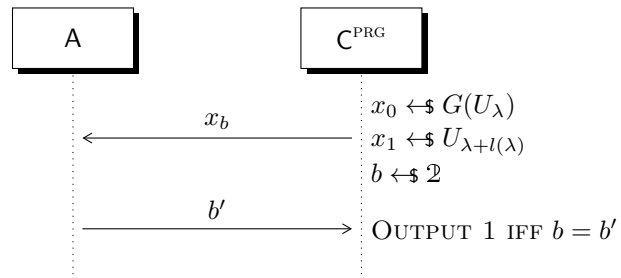 A
C^PRG
x_0 ←$ G(U_λ)
x_b
x_1 ←$ U_{λ+l(λ)}
b ←$ 𝟚
b′
OUTPUT 1 IFF b = b′